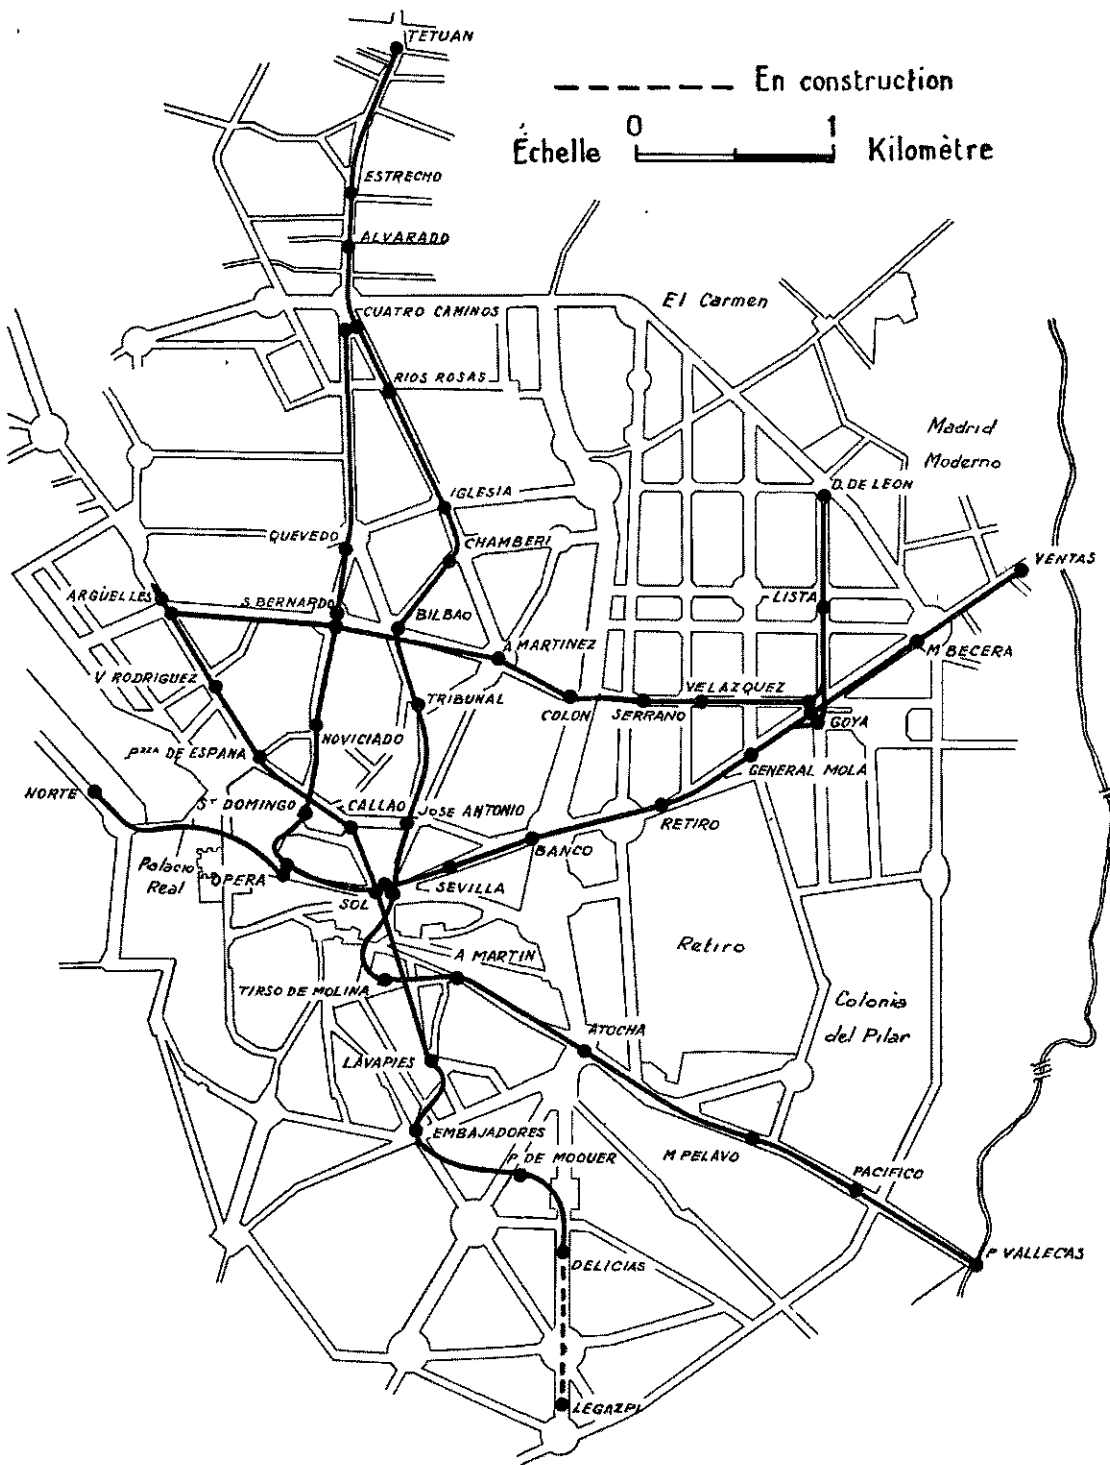 TETUAN
En construction
0 1
Échelle Kilomètre
ESTRECHO
ALVARADO
El Carmen
CUATRO CAMINOS
RIOS ROSAS
Madrid
Moderno
D. DE LEON
IGLESIA
QUEVEDO
CHAMBERI
VENTAS
ARGÜELLES
S. BERNARDO
BILBAO
LISTA
A MARTINEZ
Ml BECERA
V. RODRIGUEZ
TRIBUNAL
VELAZQUEZ
COLON
SERRANO
GOYA
NOVICIADO
Pza DE ESPANA
GENERAL MOLA
NORTE
St DOMINGO
CALLAO
JOSE ANTONIO
RETIRO
BANCO
Palacio
Real
OPERA
SEVILLA
SOL
A MARTIN
Retiro
TIRSO DE MOLINA
Colonia
del Pilar
ATOCHA
LAVAPIES
EMBAJADORES
P. DE MOQUER
M. PELAVO
PACIFICO
DELICIAS
P. VALLECAS
LEGAZPI